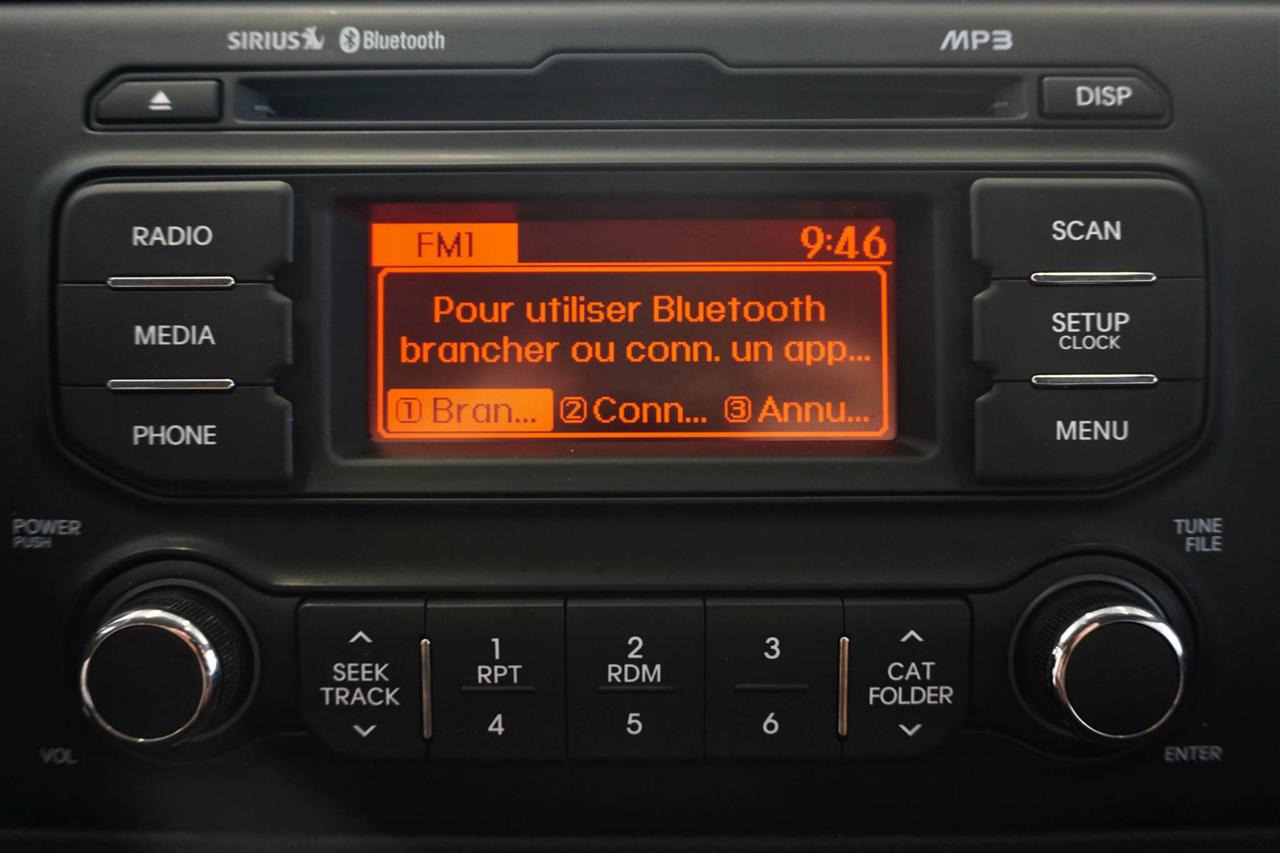 SIRIUS Bluetooth MP3
DISP
RADIO
MEDIA
PHONE
FM1 9:46
Pour utiliser Bluetooth
brancher ou conn. un app...
① Bran... ② Conn... ③ Annu...
SCAN
SETUP
CLOCK
MENU
POWER
PUSH
VOL
SEEK
TRACK
1
RPT
4
2
RDM
5
3
6
CAT
FOLDER
TUNE
FILE
ENTER